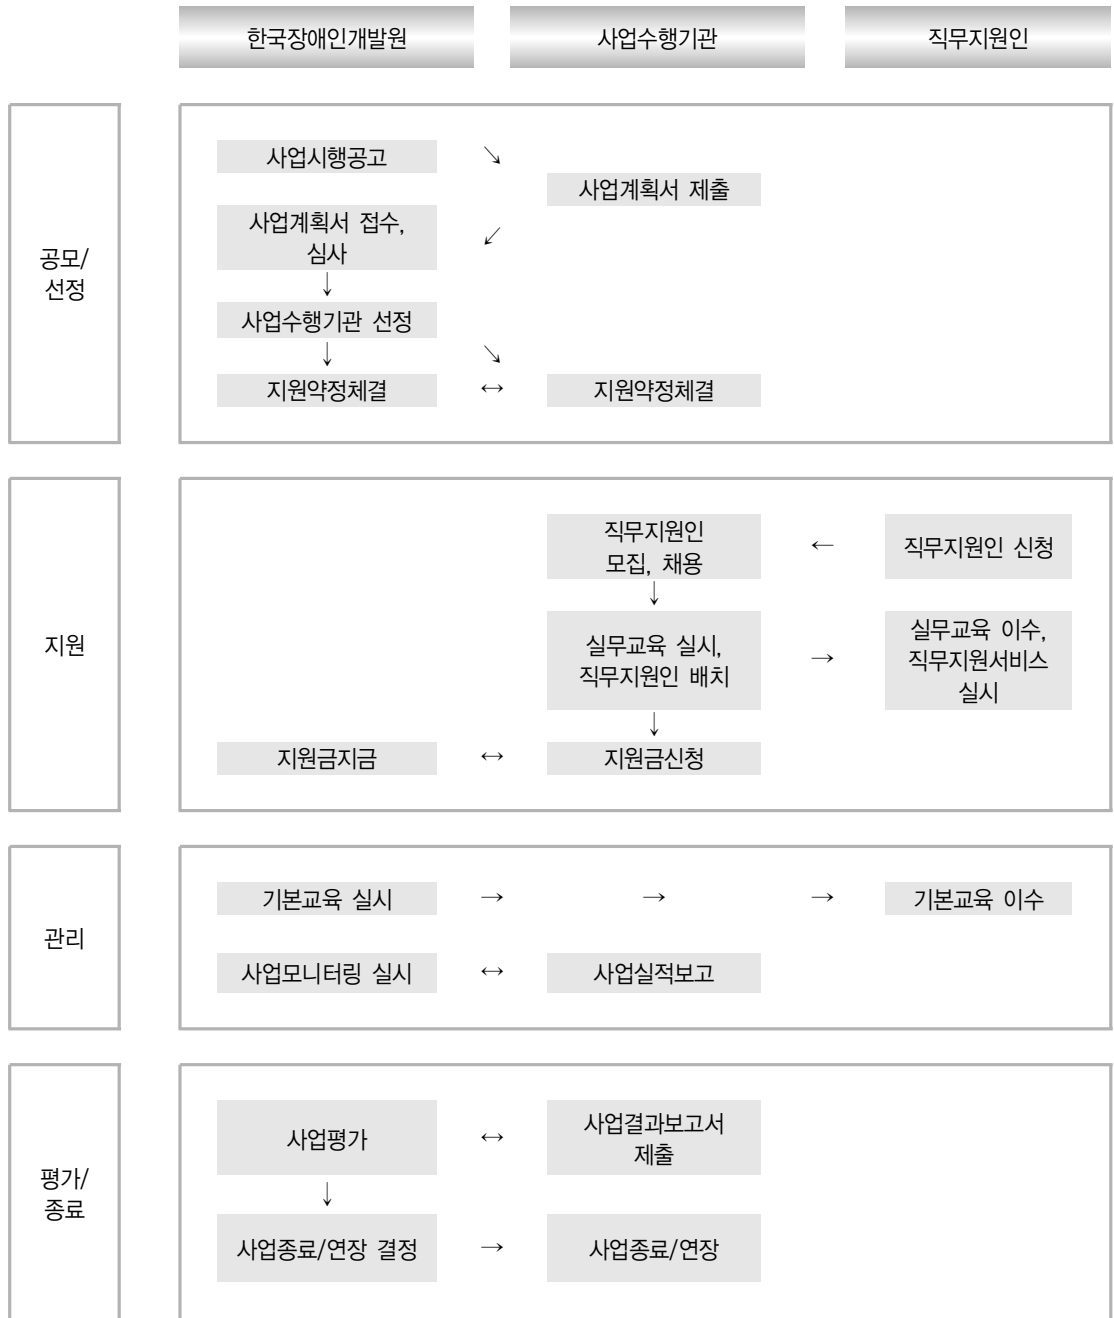 한국장애인개발원
사업수행기관
직무지원인
공모/
선정
사업시행공고
↘
사업계획서 제출
사업계획서 접수,
심사
↙
↓
사업수행기관 선정
↓
↘
지원약정체결
↔
지원약정체결
지원
직무지원인
모집, 채용
←
직무지원인 신청
↓
실무교육 실시,
직무지원인 배치
→
실무교육 이수,
직무지원서비스
실시
↓
지원금지금
↔
지원금신청
관리
기본교육 실시
→
→
→
기본교육 이수
사업모니터링 실시
↔
사업실적보고
평가/
종료
사업평가
↔
사업결과보고서
제출
↓
사업종료/연장 결정
→
사업종료/연장